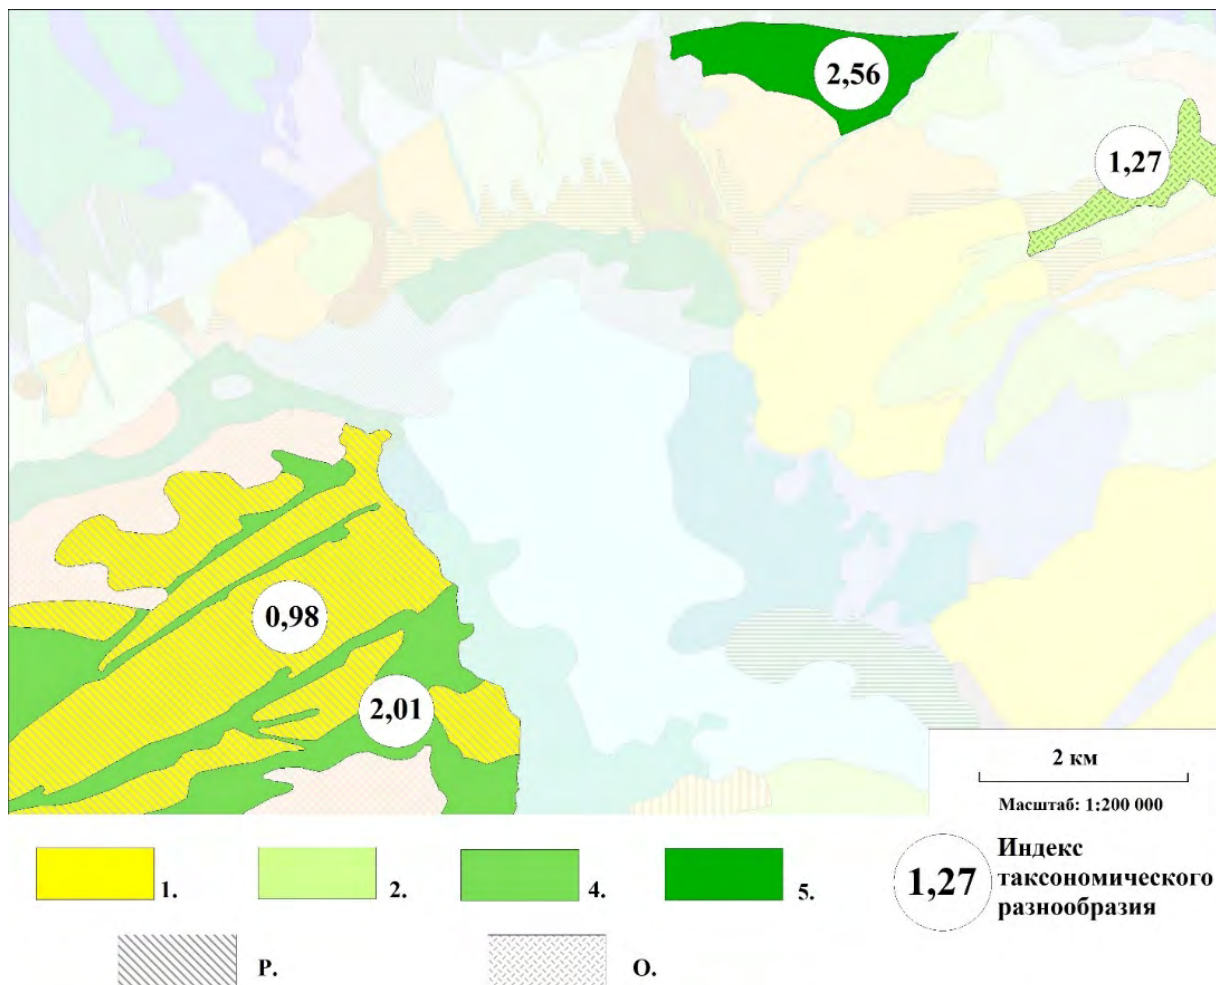 2,56
1,27
0,98
2,01
2 км
Масштаб: 1:200 000
1.
2.
4.
5.
1,27
Индекс
таксономического
разнообразия
Р.
О.